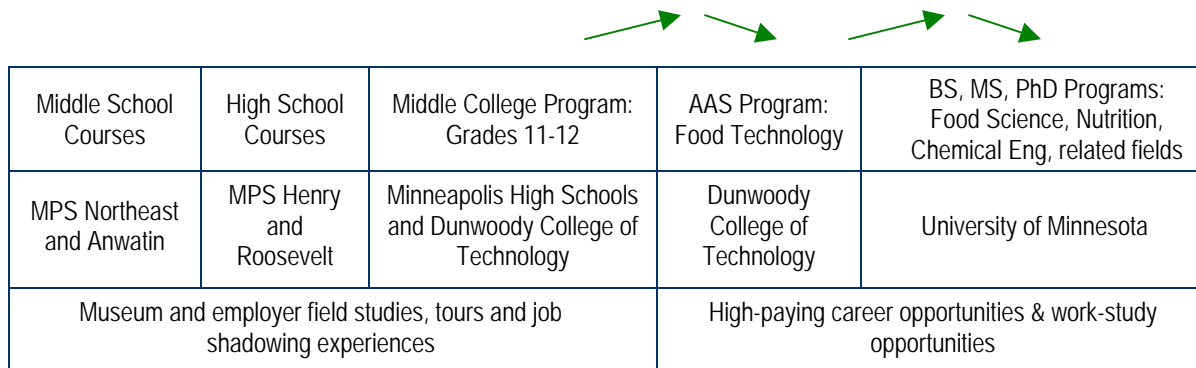 Middle School
Courses
High School
Courses
Middle College Program:
Grades 11-12
AAS Program:
Food Technology
BS, MS, PhD Programs:
Food Science, Nutrition,
Chemical Eng, related fields
MPS Northeast
and Anwatin
MPS Henry
and
Roosevelt
Minneapolis High Schools
and Dunwoody College of
Technology
Dunwoody
College of
Technology
University of Minnesota
Museum and employer field studies, tours and job
shadowing experiences
High-paying career opportunities & work-study
opportunities